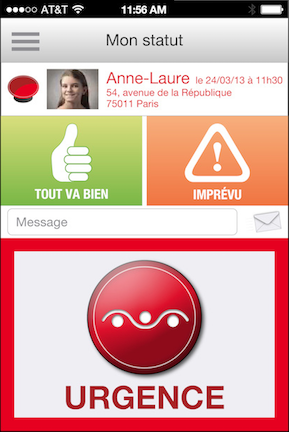 AT&T 11:56 AM
Mon statut
Anne-Laure le 24/03/13 à 11h30
54, avenue de la République
75011 Paris
TOUT VA BIEN
IMPRÉVU
Message
URGENCE